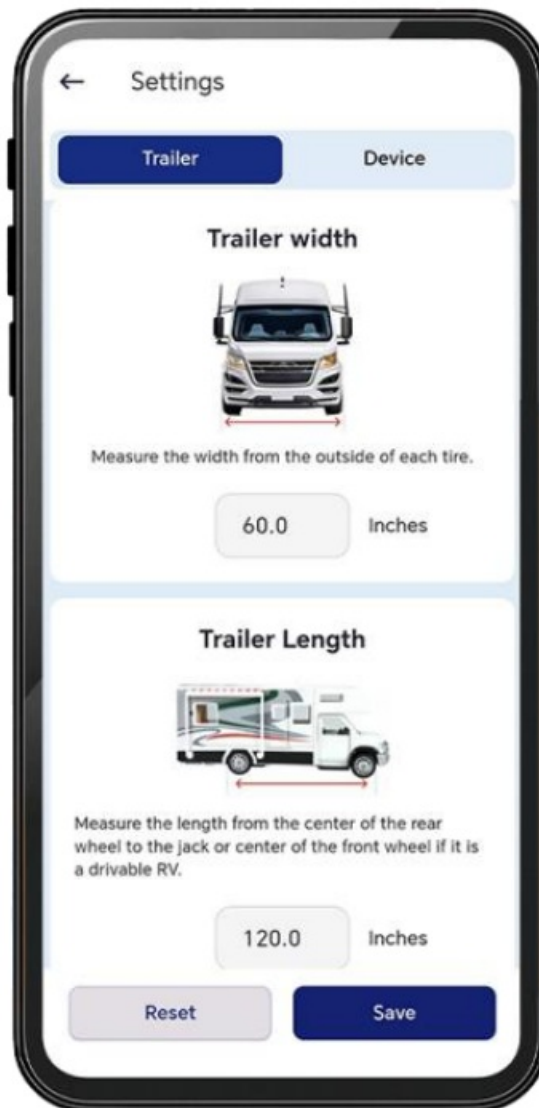 ← Settings
Trailer
Device
Trailer width
Measure the width from the outside of each tire.
60.0 Inches
Trailer Length
Measure the length from the center of the rear
wheel to the jack or center of the front wheel if it is
a drivable RV.
120.0 Inches
Reset
Save